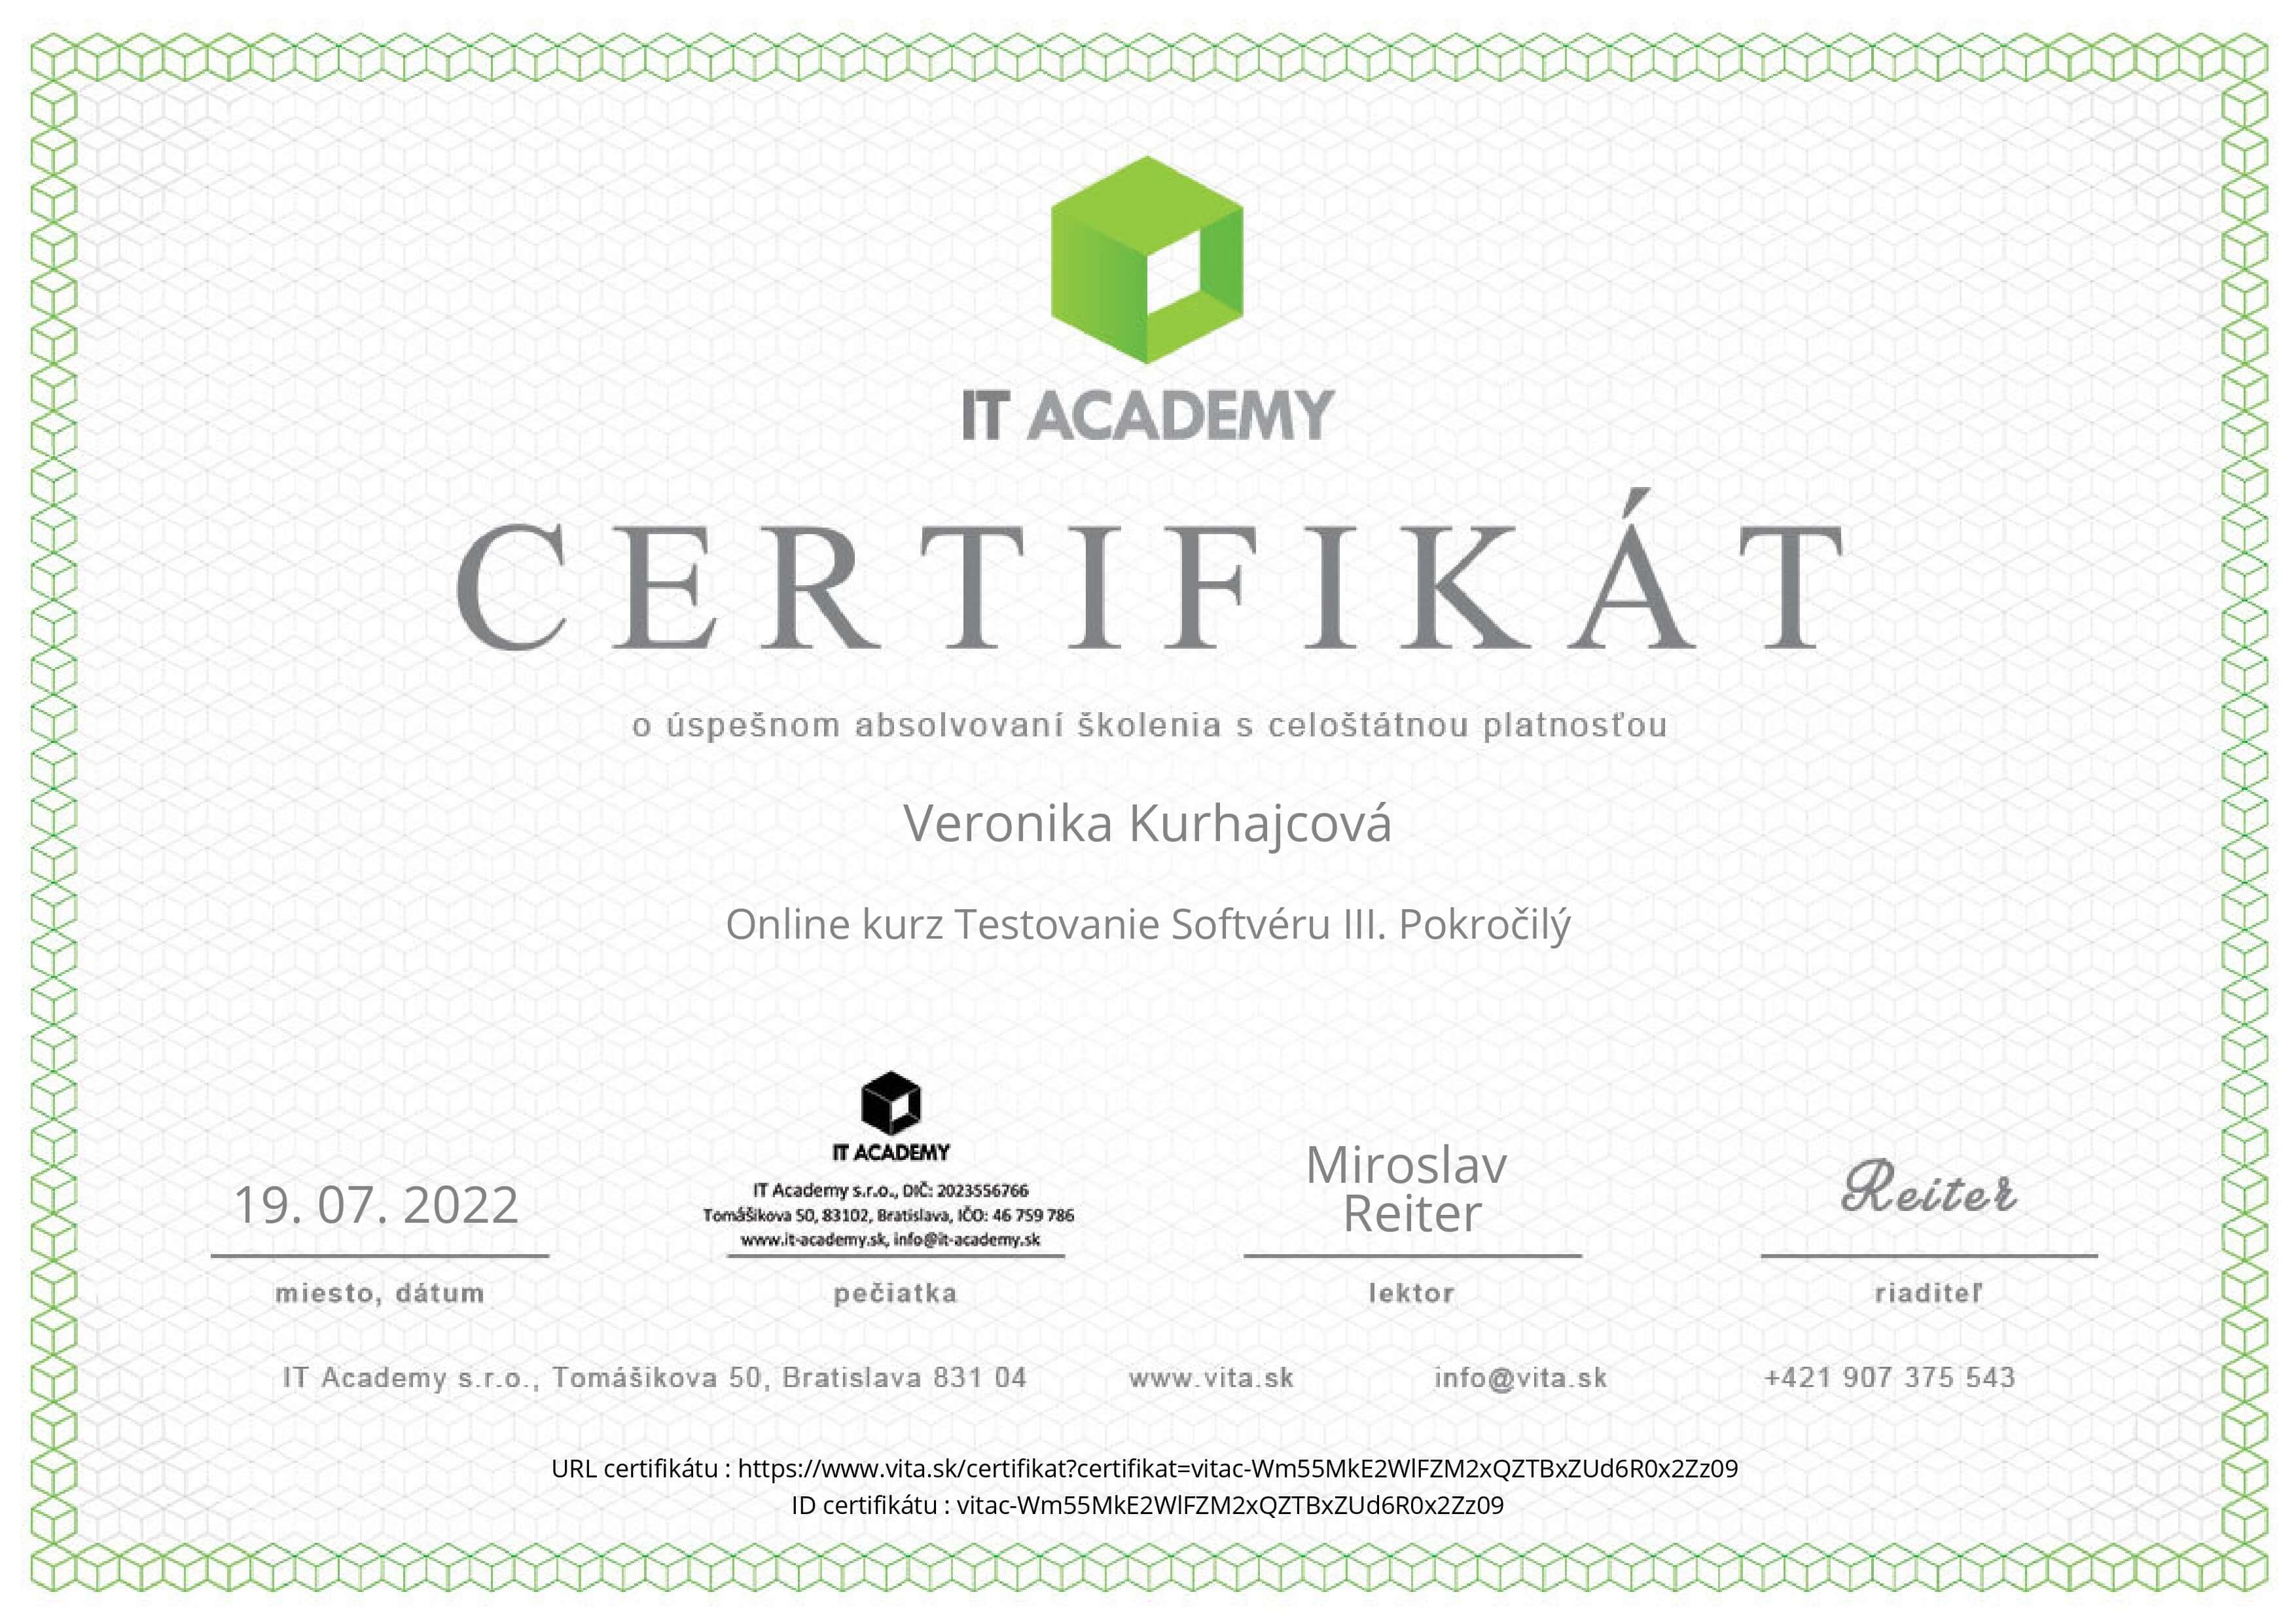 IT ACADEMY
CERTIFIKÁT
o úspešnom absolvovaní školenia s celoštátnou platnosťou
Veronika Kurhajcová
Online kurz Testovanie Softvéru III. Pokročilý
19. 07. 2022
miesto, dátum
IT ACADEMY
IT Academy s.r.o., DIČ: 2023556766
Tomášikova 50, 83102, Bratislava, IČO: 46 759 786
www.it-academy.sk, info@it-academy.sk
pečiatka
Miroslav
Reiter
lektor
Reiter
riaditeľ
IT Academy s.r.o., Tomášikova 50, Bratislava 831 04 www.vita.sk info@vita.sk +421 907 375 543
URL certifikátu : https://www.vita.sk/certifikat?certifikat=vitac-Wm55MkE2WlFZM2xQZTBxZUd6R0x2Zz09
ID certifikátu : vitac-Wm55MkE2WlFZM2xQZTBxZUd6R0x2Zz09